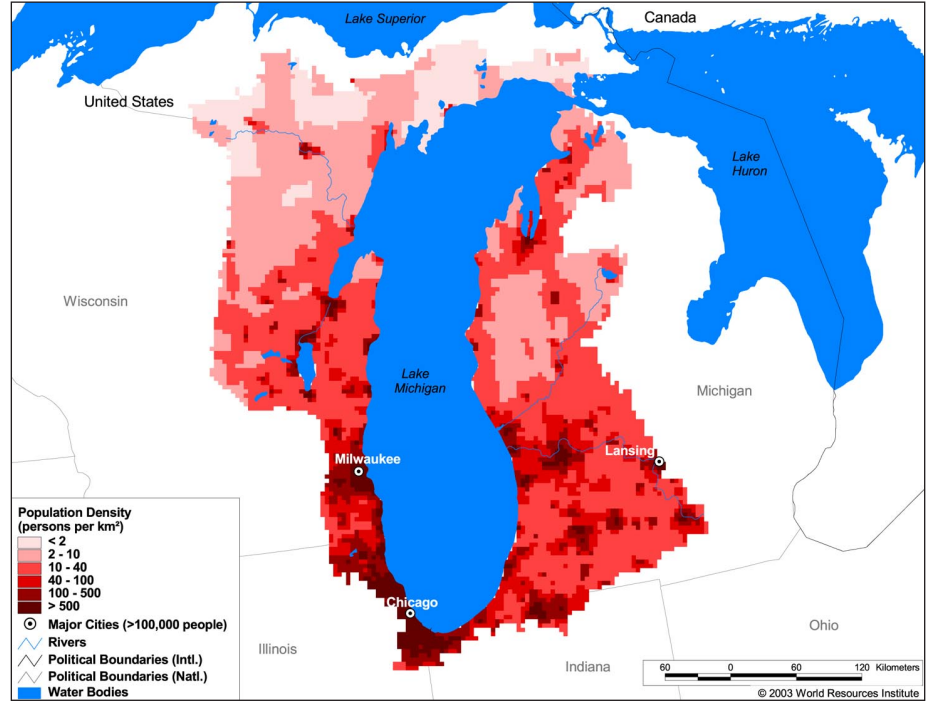 Lake Superior
Canada
United States
Lake
Huron
Wisconsin
Lake
Michigan
Michigan
Milwaukee
Lansing
Chicago
Illinois
Indiana
Ohio
Population Density
(persons per km²)
< 2
2 - 10
10 - 40
40 - 100
100 - 500
> 500
Major Cities (>100,000 people)
Rivers
Political Boundaries (Intl.)
Political Boundaries (Natl.)
Water Bodies
60 0 60 120 Kilometers
© 2003 World Resources Institute